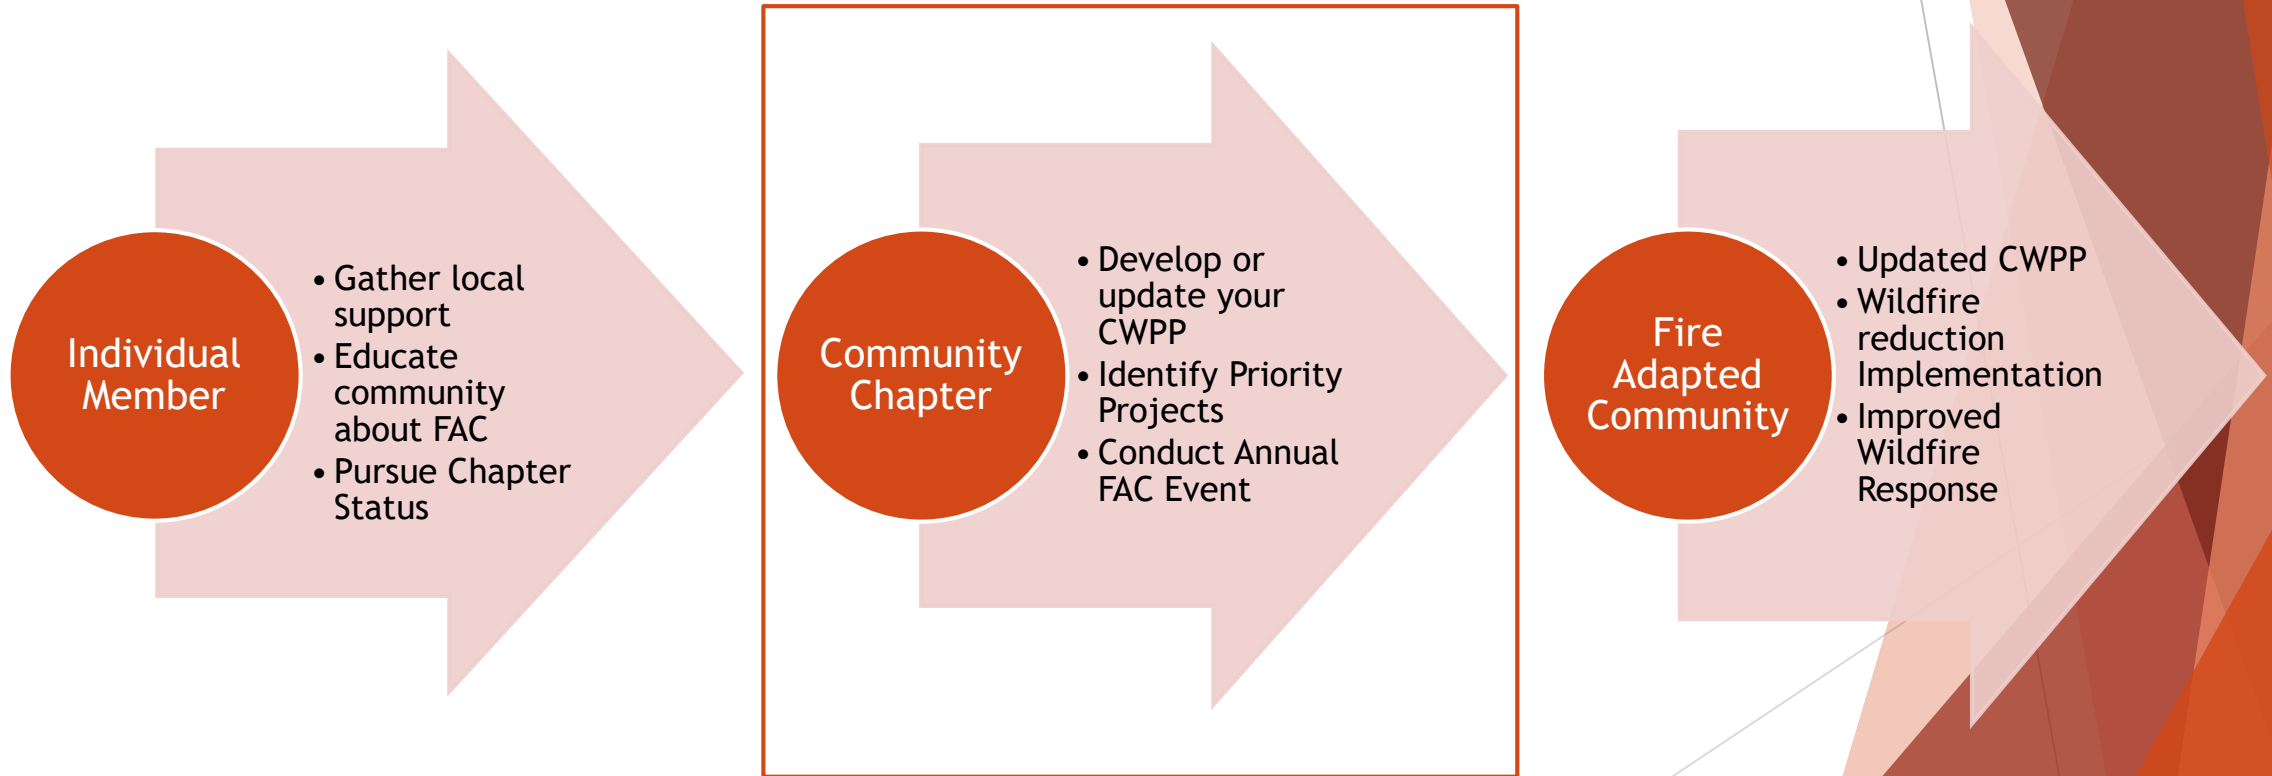 Individual
Member
• Gather local
support
• Educate
community
about FAC
• Pursue Chapter
Status
Community
Chapter
• Develop or
update your
CWPP
• Identify Priority
Projects
• Conduct Annual
FAC Event
Fire
Adapted
Community
• Updated CWPP
• Wildfire
reduction
Implementation
• Improved
Wildfire
Response